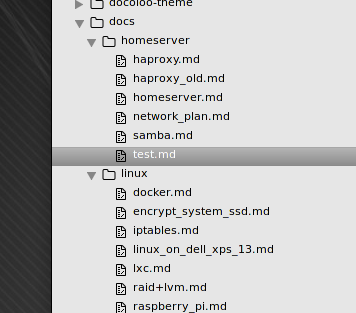 docoloo-theme
docs
homeserver
haproxy.md
haproxy_old.md
homeserver.md
network_plan.md
samba.md
test.md
linux
docker.md
encrypt_system_ssd.md
iptables.md
linux_on_dell_xps_13.md
lxc.md
raid+lvm.md
raspberry_pi.md